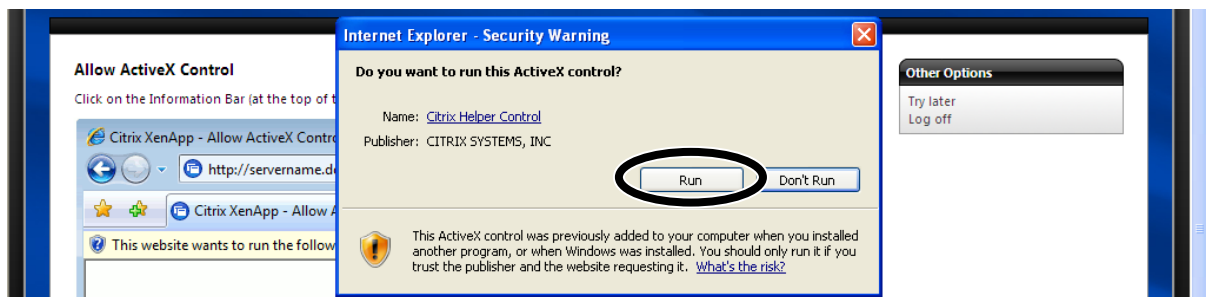 Allow ActiveX Control
Click on the Information Bar (at the top of
Citrix XenApp - Allow ActiveX
http://servername.
Citrix XenApp - Allow
This website wants to run the
Internet Explorer - Security Warning
Do you want to run this ActiveX control?
Name: Citrix Helper Control
Publisher: CITRIX SYSTEMS, INC
Run Don't Run
This ActiveX control was previously added to your computer when you installed
another program, or when Windows was installed. You should only run it if you
trust the publisher and the website requesting it. What's the risk?
Other Options
Try later
Log off